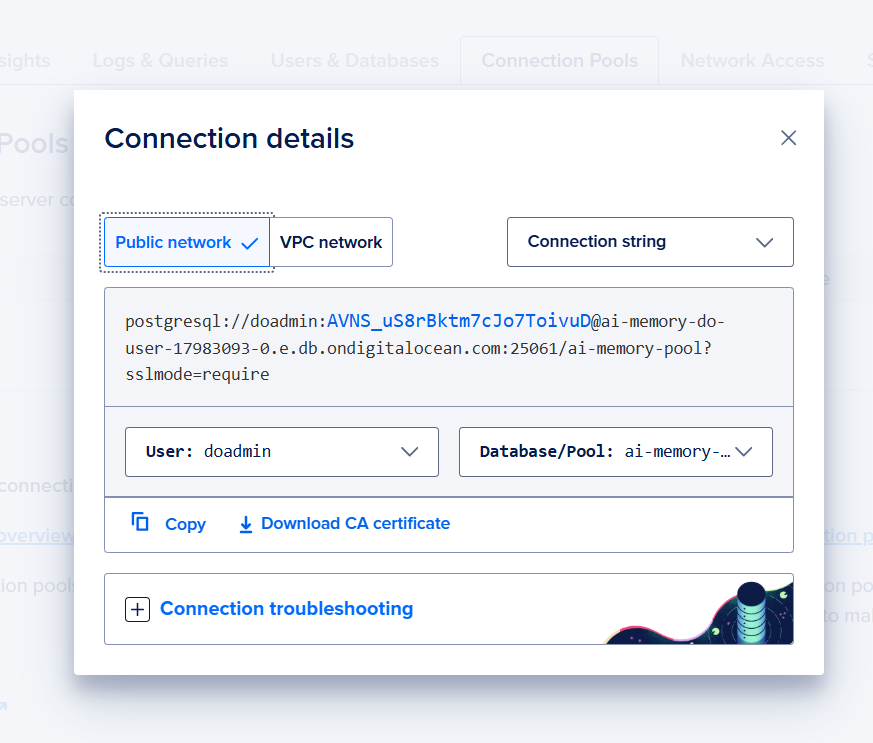 sights
Logs & Queries
Users & Databases
Connection Pools
Network Access
Pools
server co
Connection details
Public network
VPC network
Connection string
postgresql://doadmin:AVNS_uS8rBktm7cJo7ToivuD@ai-memory-do-
user-17983093-0.e.db.ondigitalocean.com:25061/ai-memory-pool?
sslmode=require
User: doadmin
Database/Pool: ai-memory-...
connecti
overview
tion p
Copy
Download CA certificate
ion pools
on po
to mal
Connection troubleshooting